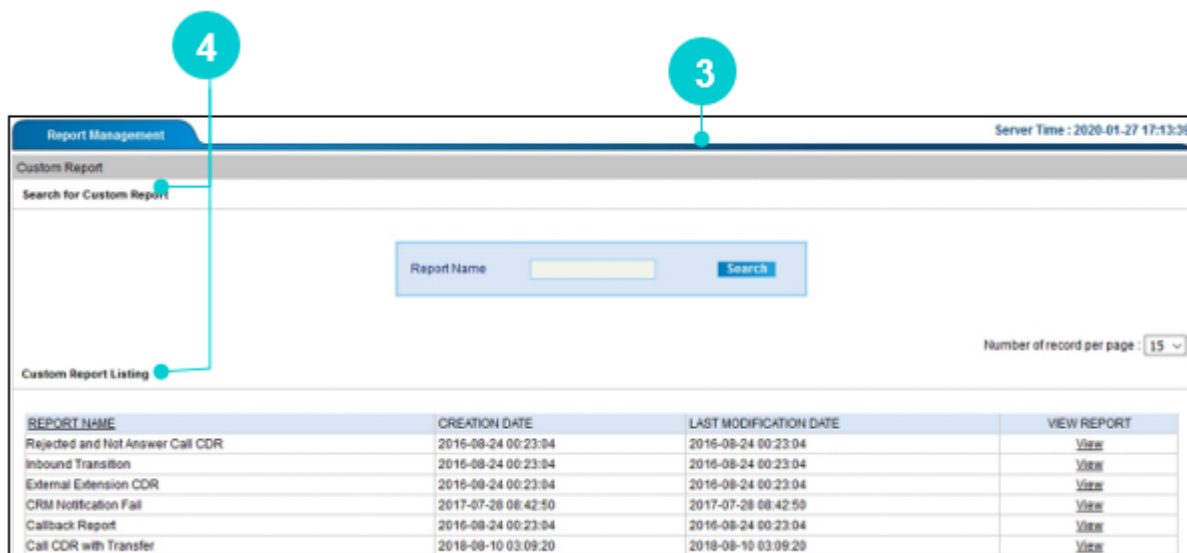 4
3
Report Management
Server Time : 2020-01-27 17:13:39
Custom Report
Search for Custom Report
Report Name Search
Number of record per page : 15
Custom Report Listing
REPORT NAME CREATION DATE LAST MODIFICATION DATE VIEW REPORT
Rejected and Not Answer Call CDR 2016-08-24 00:23:04 2016-08-24 00:23:04 View
Inbound Transition 2016-08-24 00:23:04 2016-08-24 00:23:04 View
External Extension CDR 2016-08-24 00:23:04 2016-08-24 00:23:04 View
CRM Notification Fail 2017-07-28 08:42:50 2017-07-28 08:42:50 View
Callback Report 2016-08-24 00:23:04 2016-08-24 00:23:04 View
Call CDR with Transfer 2018-08-10 03:09:20 2018-08-10 03:09:20 View